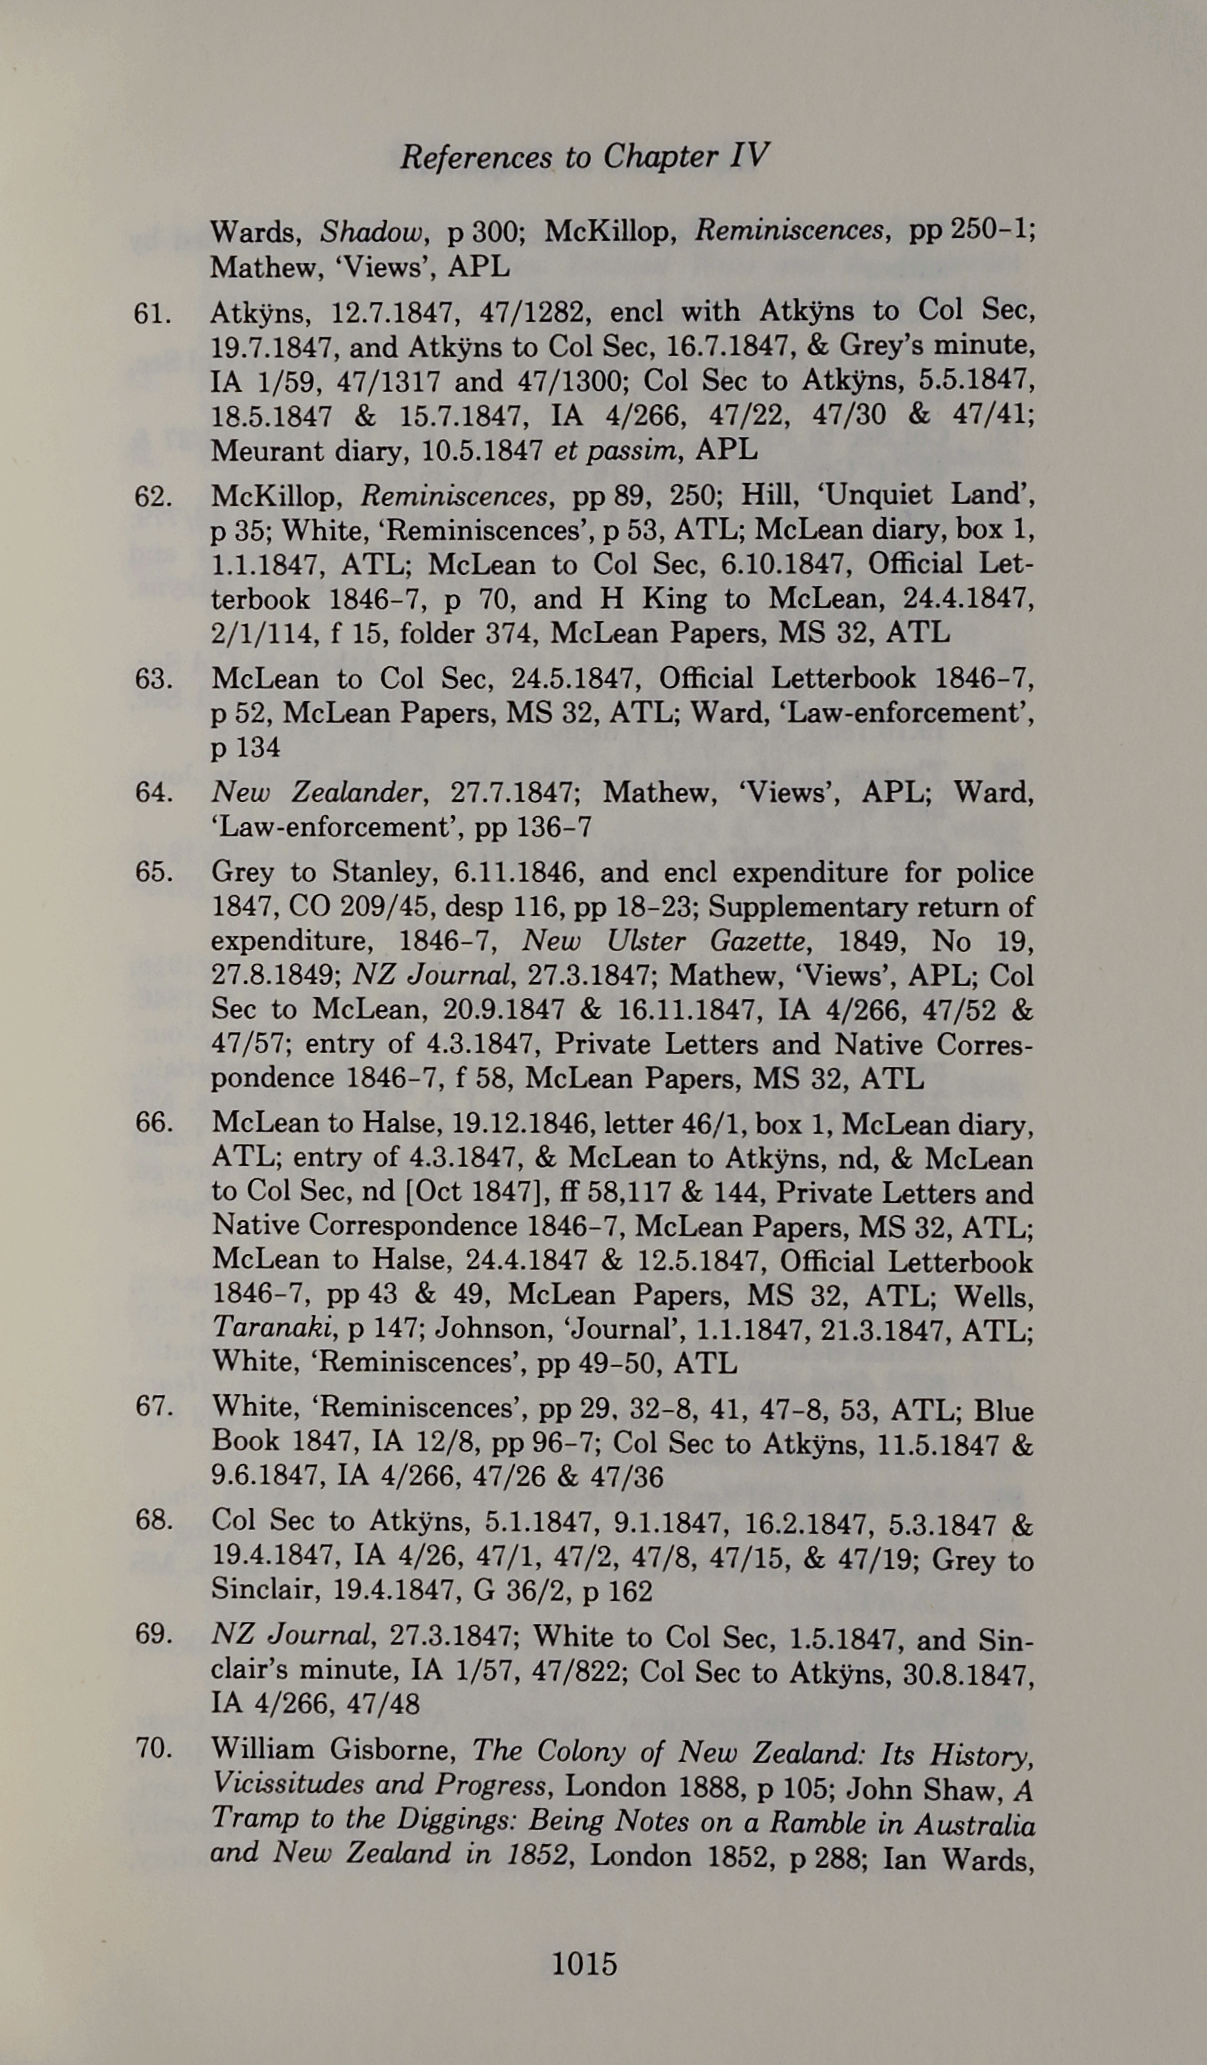 References to Chapter IV
Wards, Shadow, p 300; McKillop, Reminiscences, pp 250–1;
Mathew, ‘Views’, APL
61. Atkÿns, 12.7.1847, 47/1282, encl with Atkÿns to Col Sec,
19.7.1847, and Atkÿns to Col Sec, 16.7.1847, & Grey’s minute,
IA 1/59, 47/1317 and 47/1300; Col Sec to Atkÿns, 5.5.1847,
18.5.1847 & 15.7.1847, IA 4/266, 47/22, 47/30 & 47/41;
Meurant diary, 10.5.1847 et passim, APL
62. McKillop, Reminiscences, pp 89, 250; Hill, ‘Unquiet Land’,
p 35; White, ‘Reminiscences’, p 53, ATL; McLean diary, box 1,
1.1.1847, ATL; McLean to Col Sec, 6.10.1847, Official Let-
terbook 1846–7, p 70, and H King to McLean, 24.4.1847,
2/1/114, f 15, folder 374, McLean Papers, MS 32, ATL
63. McLean to Col Sec, 24.5.1847, Official Letterbook 1846–7,
p 52, McLean Papers, MS 32, ATL; Ward, ‘Law-enforcement’,
p 134
64. New Zealander, 27.7.1847; Mathew, ‘Views’, APL; Ward,
‘Law-enforcement’, pp 136–7
65. Grey to Stanley, 6.11.1846, and encl expenditure for police
1847, CO 209/45, desp 116, pp 18–23; Supplementary return of
expenditure, 1846–7, New Ulster Gazette, 1849, No 19,
27.8.1849; NZ Journal, 27.3.1847; Mathew, ‘Views’, APL; Col
Sec to McLean, 20.9.1847 & 16.11.1847, IA 4/266, 47/52 &
47/57; entry of 4.3.1847, Private Letters and Native Corres-
pondence 1846–7, f 58, McLean Papers, MS 32, ATL
66. McLean to Halse, 19.12.1846, letter 46/1, box 1, McLean diary,
ATL; entry of 4.3.1847, & McLean to Atkÿns, nd, & McLean
to Col Sec, nd [Oct 1847], ff 58,117 & 144, Private Letters and
Native Correspondence 1846–7, McLean Papers, MS 32, ATL;
McLean to Halse, 24.4.1847 & 12.5.1847, Official Letterbook
1846–7, pp 43 & 49, McLean Papers, MS 32, ATL; Wells,
Taranaki, p 147; Johnson, ‘Journal’, 1.1.1847, 21.3.1847, ATL;
White, ‘Reminiscences’, pp 49–50, ATL
67. White, ‘Reminiscences’, pp 29, 32–8, 41, 47–8, 53, ATL; Blue
Book 1847, IA 12/8, pp 96–7; Col Sec to Atkÿns, 11.5.1847 &
9.6.1847, IA 4/266, 47/26 & 47/36
68. Col Sec to Atkÿns, 5.1.1847, 9.1.1847, 16.2.1847, 5.3.1847 &
19.4.1847, IA 4/26, 47/1, 47/2, 47/8, 47/15, & 47/19; Grey to
Sinclair, 19.4.1847, G 36/2, p 162
69. NZ Journal, 27.3.1847; White to Col Sec, 1.5.1847, and Sin-
clair’s minute, IA 1/57, 47/822; Col Sec to Atkÿns, 30.8.1847,
IA 4/266, 47/48
70. William Gisborne, The Colony of New Zealand: Its History,
Vicissitudes and Progress, London 1888, p 105; John Shaw, A
Tramp to the Diggings: Being Notes on a Ramble in Australia
and New Zealand in 1852, London 1852, p 288; Ian Wards,
1015